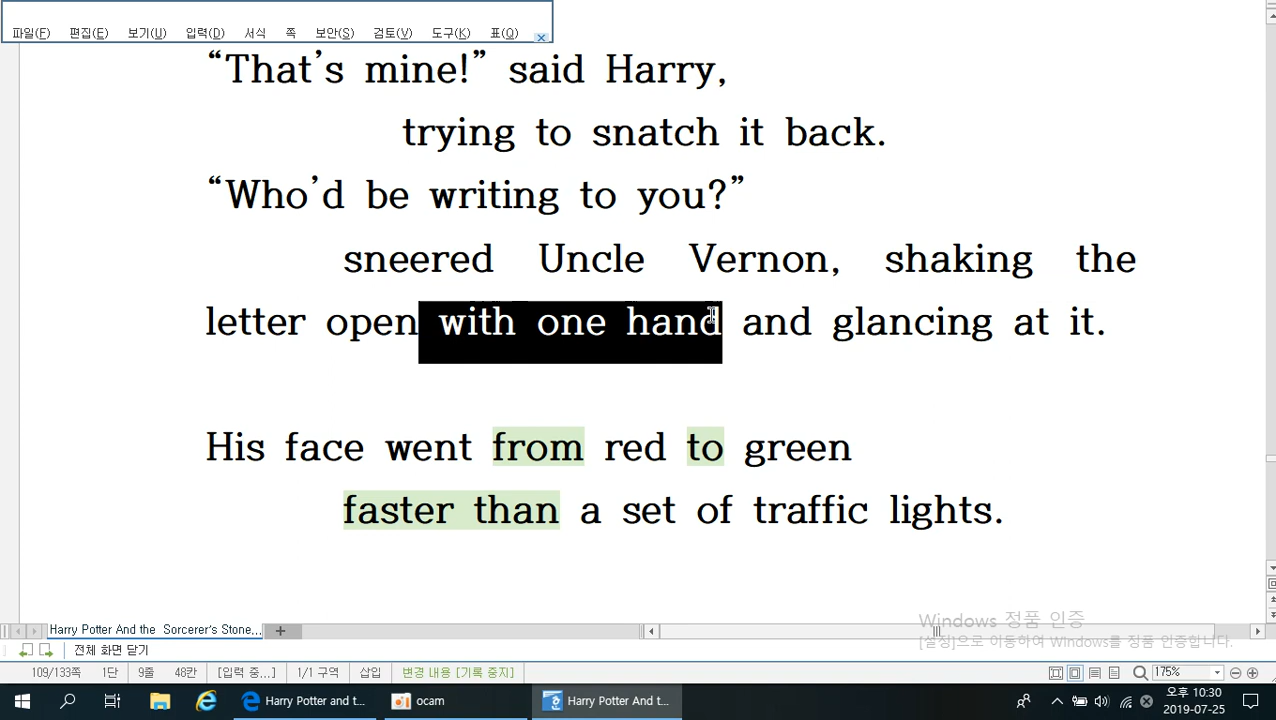 파일(F) 편집(E) 보기(U) 입력(D) 서식 쪽 보안(S) 검토(V) 도구(K) 표(Q)
“That’s mine!” said Harry,
trying to snatch it back.
“Who’d be writing to you?”
sneered Uncle Vernon, shaking the
letter open with one hand and glancing at it.
His face went from red to green
faster than a set of traffic lights.
Windows 정품 인증
[설정]으로 이동하여 Windows를 정품 인증합니다.
Harry Potter And the Sorcerer's Stone,...
전체 화면 닫기
109/133쪽 1단 9줄 48칸 [입력 중...] 1/1 구역 삽입 변경 내용 [기록 중지] 175%
Harry Potter and t... ocam Harry Potter And t... 오후 10:30
2019-07-25